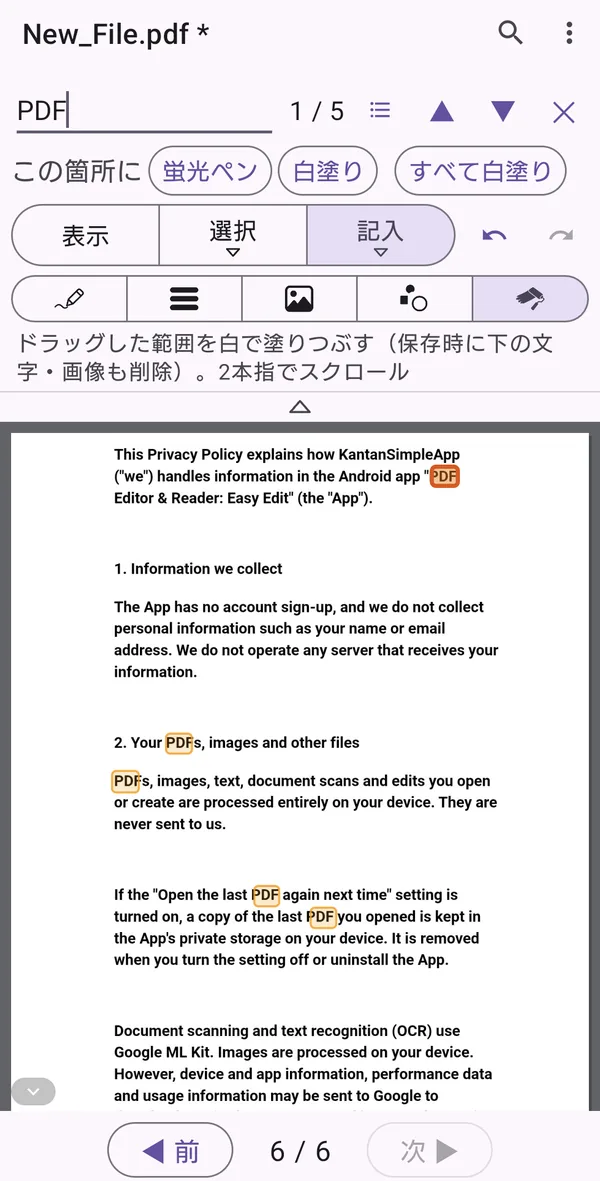 New_File.pdf *
PDF
1 / 5
この箇所に 蛍光ペン 白塗り すべて白塗り
表示 選択 記入
ドラッグした範囲を白で塗りつぶす（保存時に下の文
字・画像も削除）。2本指でスクロール
This Privacy Policy explains how KantanSimpleApp
("we") handles information in the Android app "PDF
Editor & Reader: Easy Edit" (the "App").
1. Information we collect
The App has no account sign-up, and we do not collect
personal information such as your name or email
address. We do not operate any server that receives your
information.
2. Your PDFs, images and other files
PDFs, images, text, document scans and edits you open
or create are processed entirely on your device. They are
never sent to us.
If the "Open the last PDF again next time" setting is
turned on, a copy of the last PDF you opened is kept in
the App's private storage on your device. It is removed
when you turn the setting off or uninstall the App.
Document scanning and text recognition (OCR) use
Google ML Kit. Images are processed on your device.
However, device and app information, performance data
and usage information may be sent to Google to
前 6 / 6 次